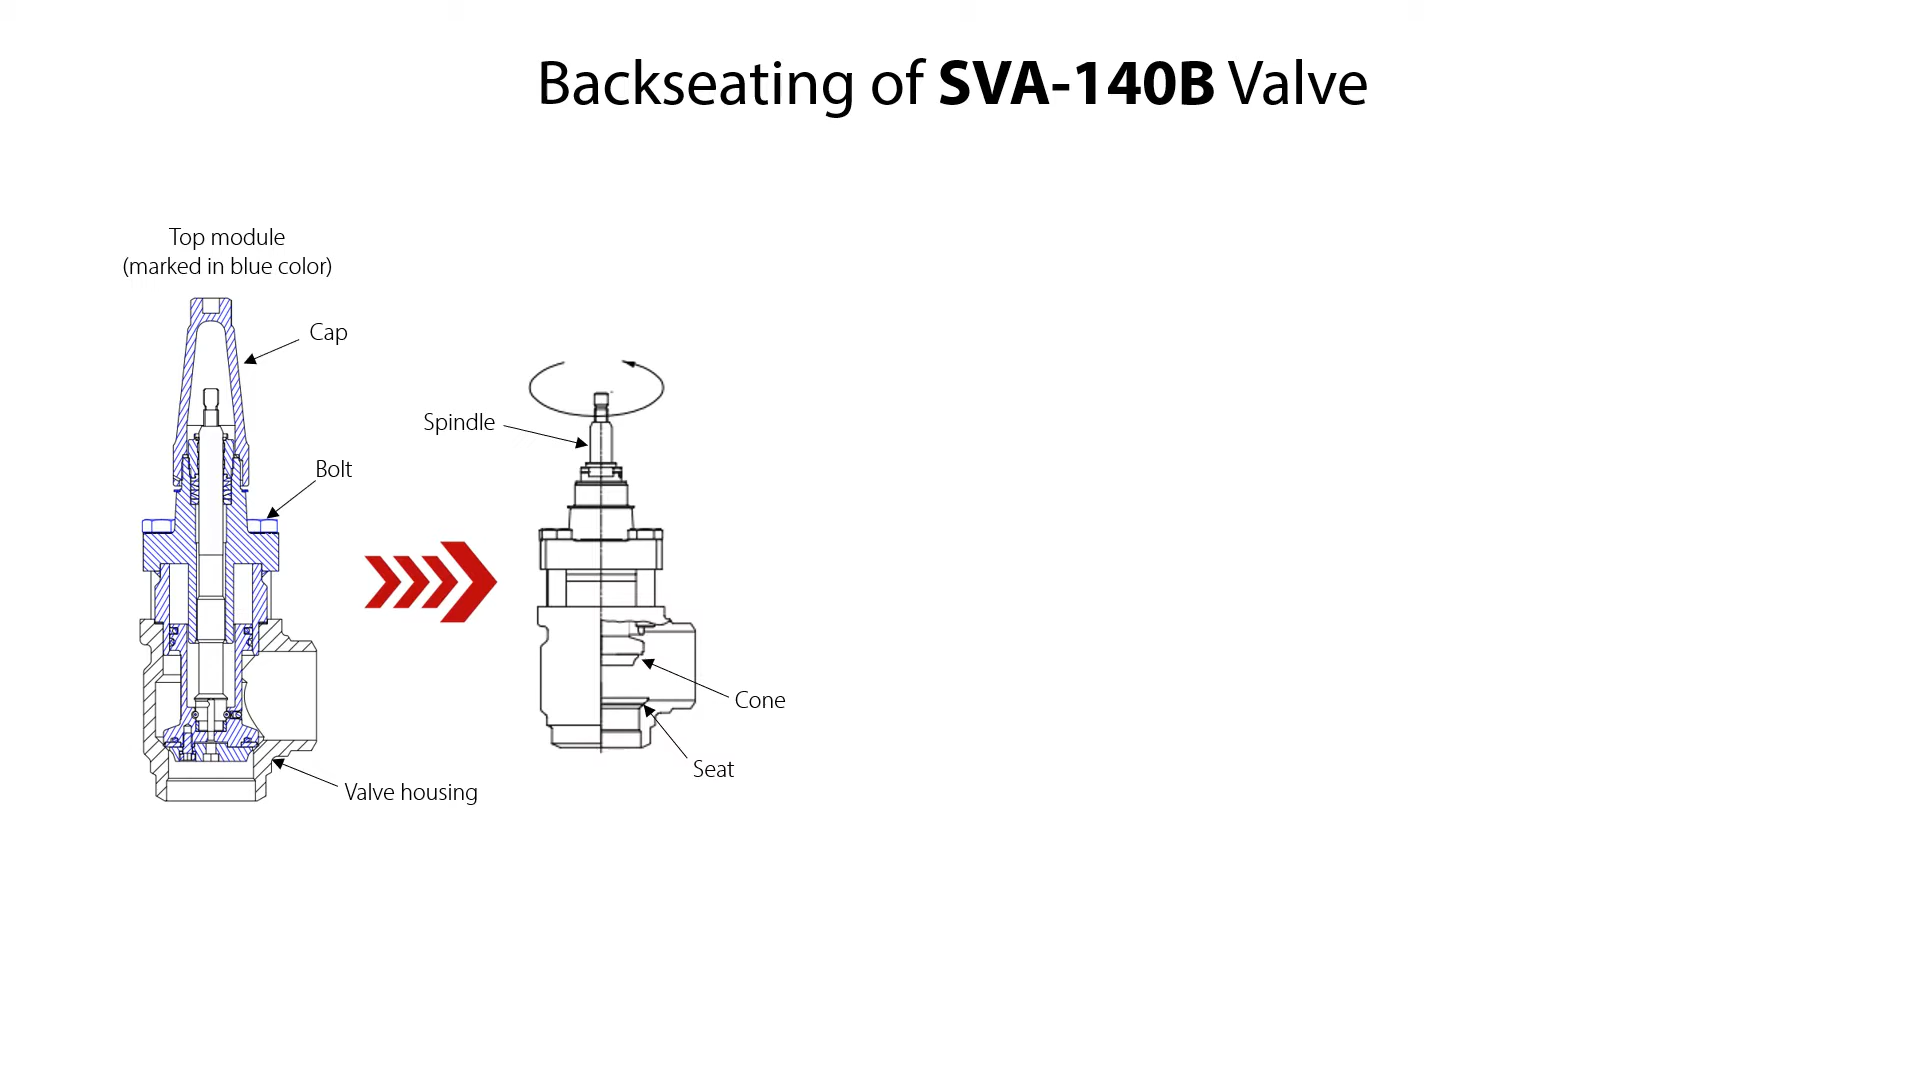 Backseating of SVA-140B Valve
Top module
(marked in blue color)
Cap
Spindle
Bolt
Cone
Seat
Valve housing